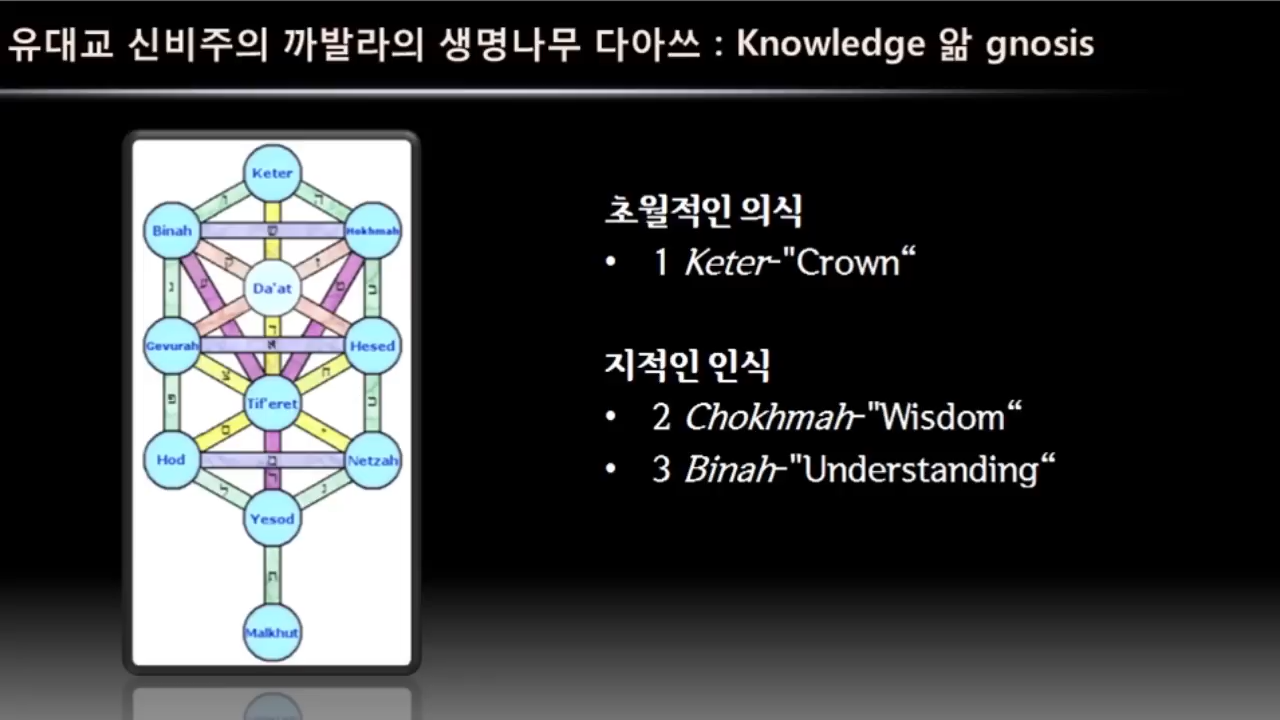 유대교 신비주의 까발라의 생명나무 다아쓰 : Knowledge 앎 gnosis
Keter
Binah
Hokhmah
Da'at
Gevurah
Hesed
Tif'eret
Hod
Netzah
Yesod
Malkhut
초월적인 의식
• 1 Keter-"Crown“
지적인 인식
• 2 Chokhmah-"Wisdom“
• 3 Binah-"Understanding“